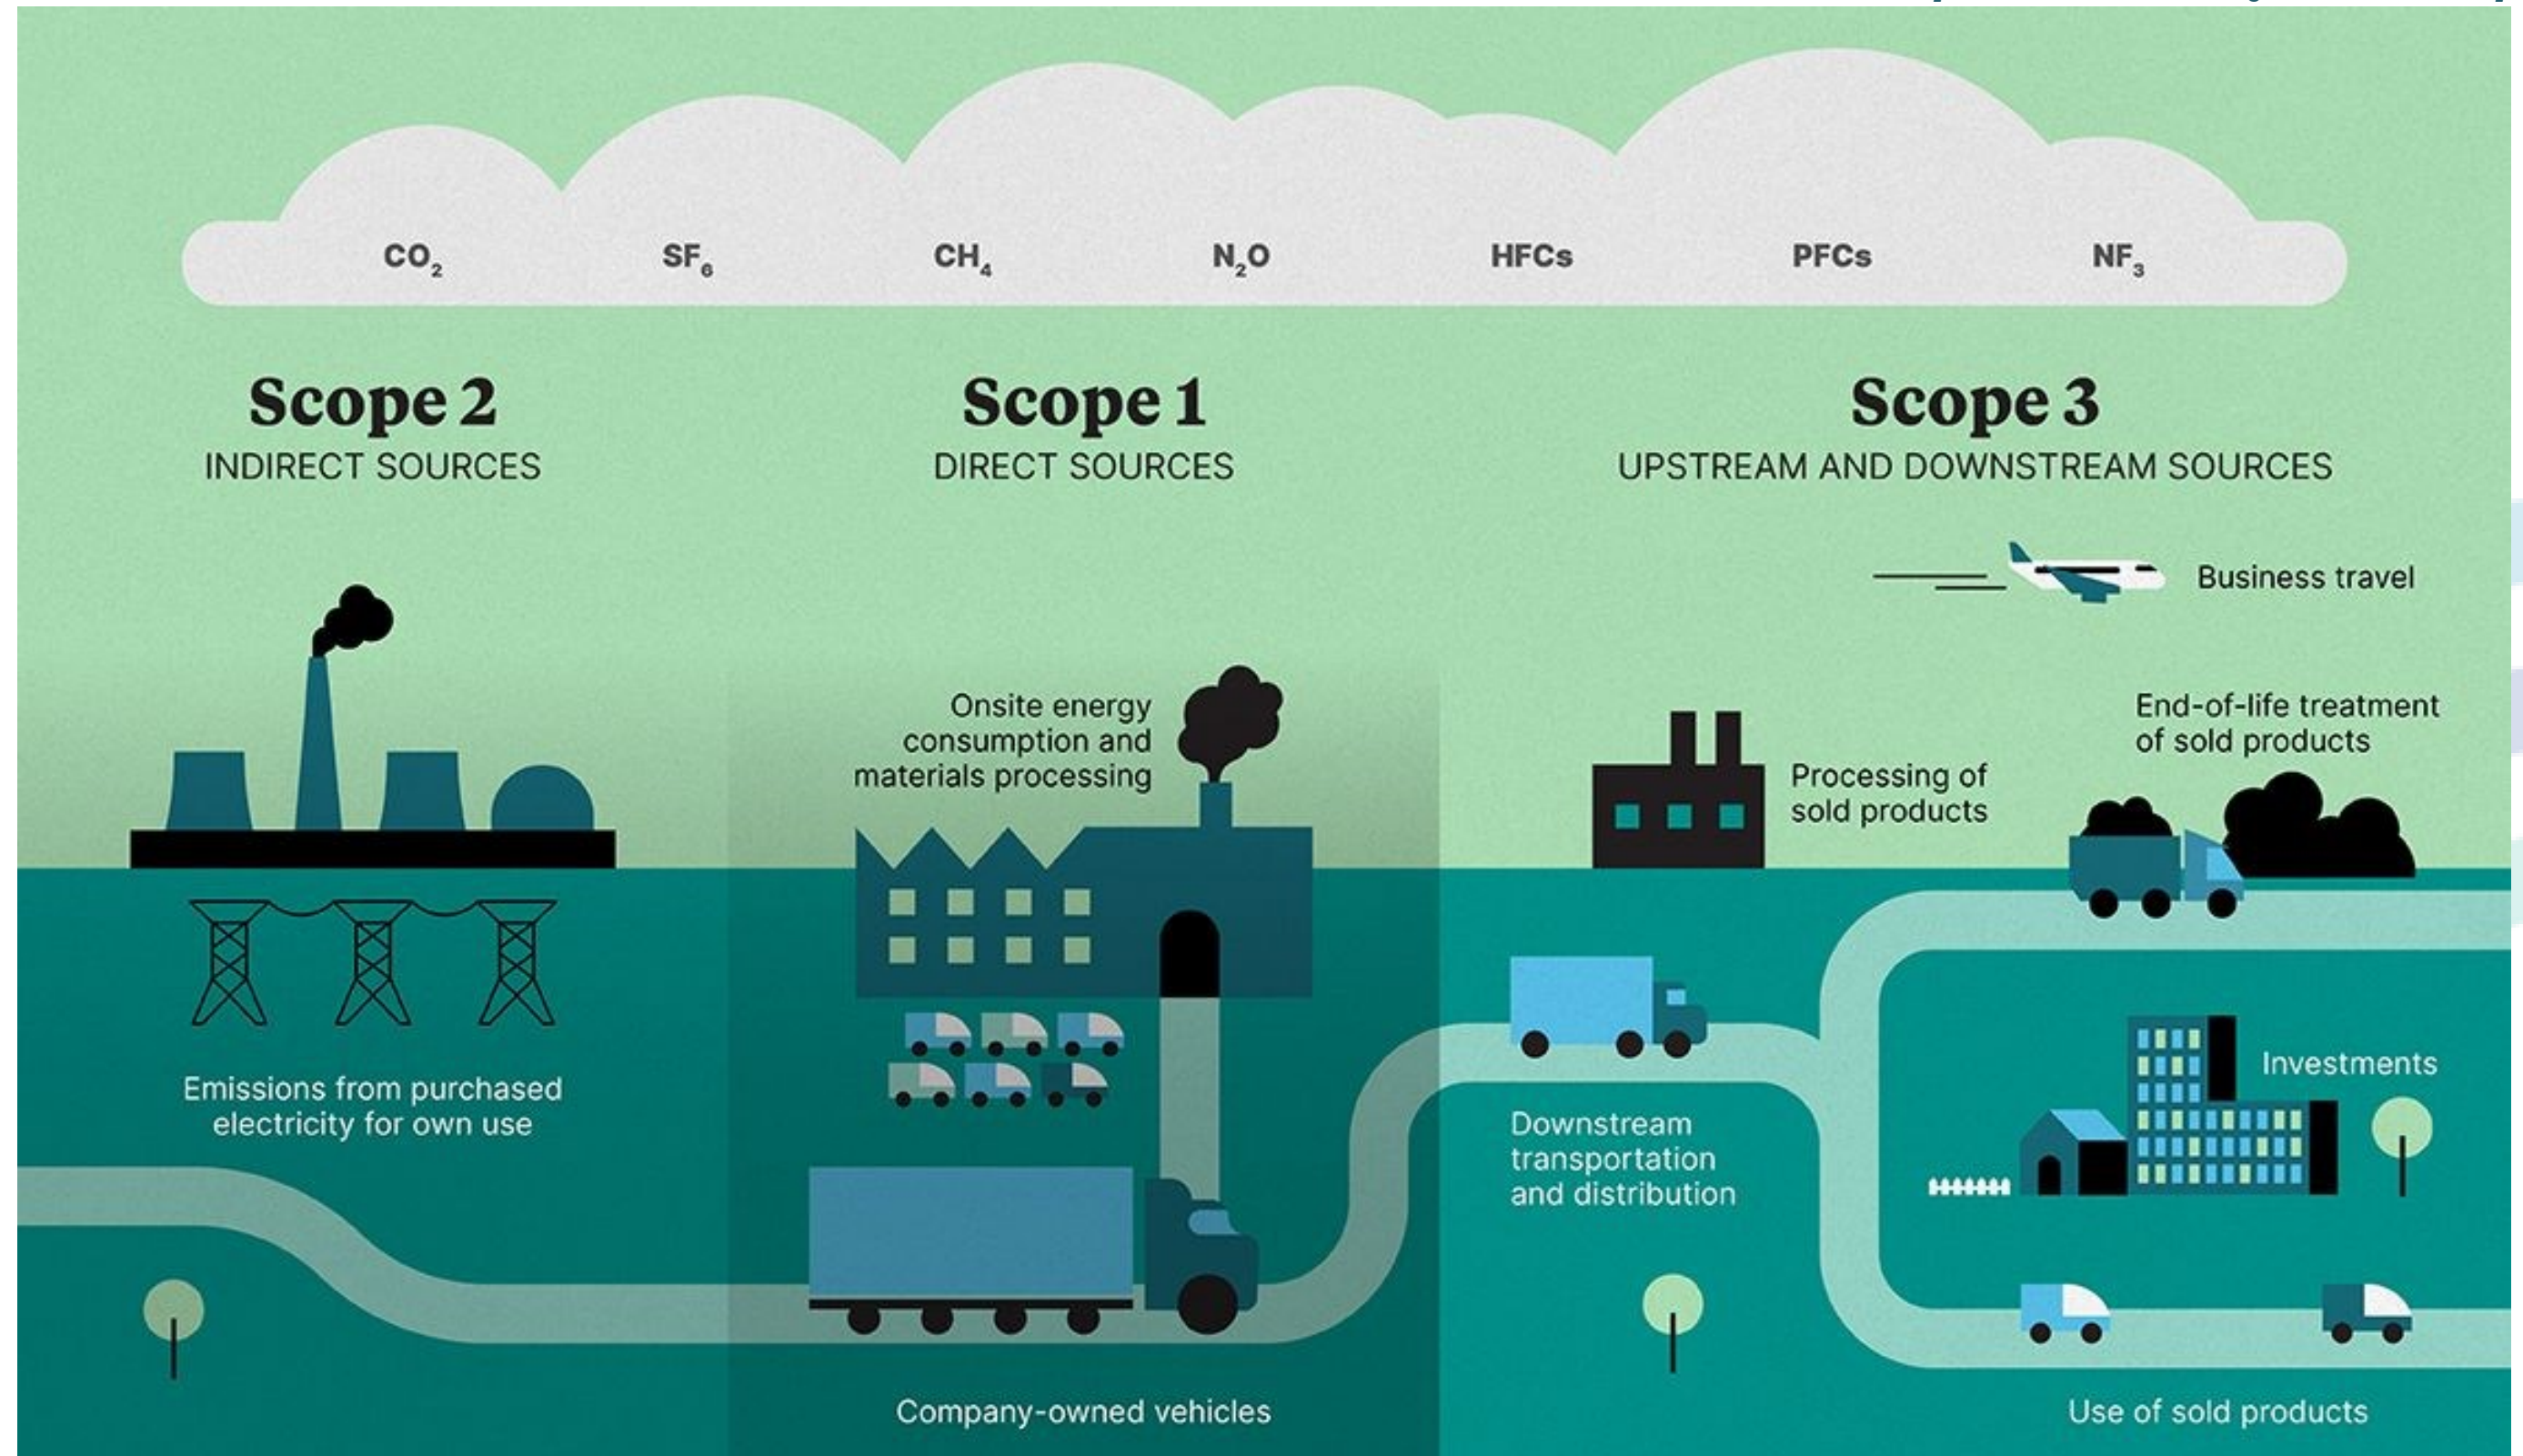 CO₂ SF₆ CH₄ N₂O HFCs PFCs NF₃
Scope 2
INDIRECT SOURCES
Emissions from purchased
electricity for own use
Scope 1
DIRECT SOURCES
Onsite energy
consumption and
materials processing
Company-owned vehicles
Scope 3
UPSTREAM AND DOWNSTREAM SOURCES
Business travel
End-of-life treatment
of sold products
Processing of
sold products
Downstream
transportation
and distribution
Investments
Use of sold products